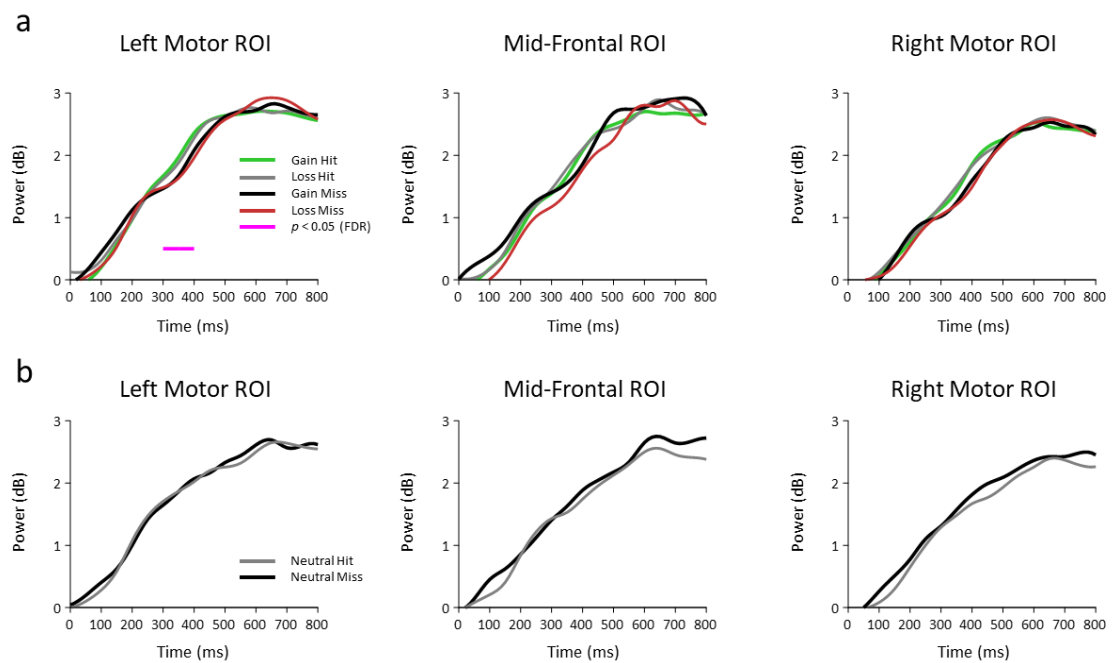 a
Left Motor ROI
Mid-Frontal ROI
Right Motor ROI
Power (dB)
3
2
1
0
0 100 200 300 400 500 600 700 800
Time (ms)
Gain Hit
Loss Hit
Gain Miss
Loss Miss
p < 0.05 (FDR)
Power (dB)
3
2
1
0
0 100 200 300 400 500 600 700 800
Time (ms)
Power (dB)
3
2
1
0
0 100 200 300 400 500 600 700 800
Time (ms)
b
Left Motor ROI
Mid-Frontal ROI
Right Motor ROI
Power (dB)
3
2
1
0
0 100 200 300 400 500 600 700 800
Time (ms)
Neutral Hit
Neutral Miss
Power (dB)
3
2
1
0
0 100 200 300 400 500 600 700 800
Time (ms)
Power (dB)
3
2
1
0
0 100 200 300 400 500 600 700 800
Time (ms)